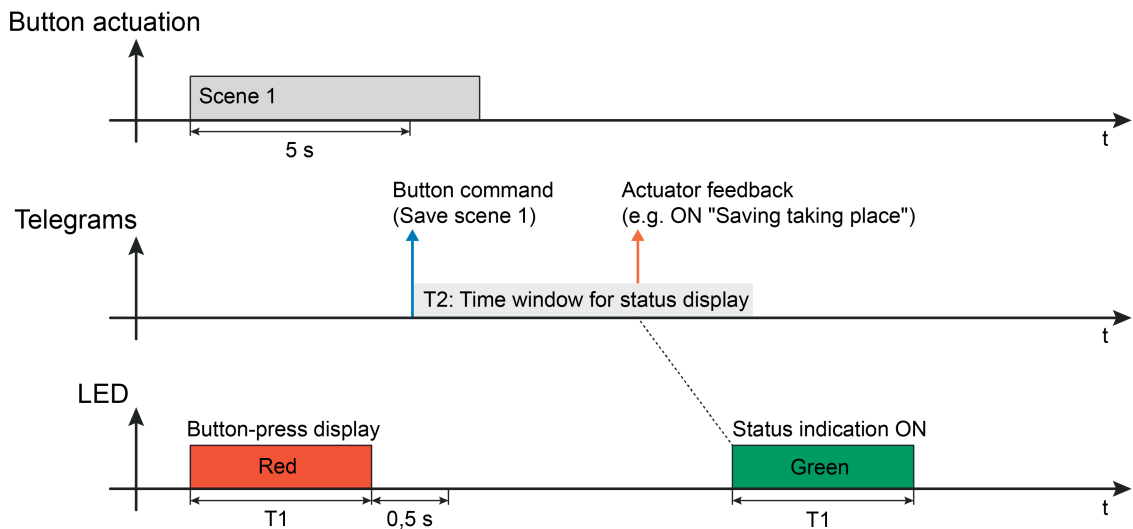 Button actuation
Scene 1
5 s
t
Button command
(Save scene 1)
Actuator feedback
(e.g. ON "Saving taking place")
Telegrams
T2: Time window for status display
t
LED
Button-press display
Status indication ON
Red
Green
T1
0,5 s
T1
t